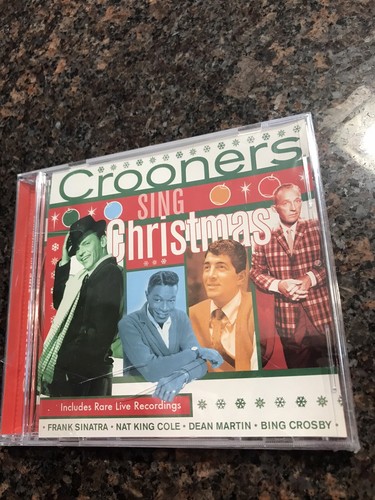 Crooners
SING
Christmas
Includes Rare Live Recordings
• FRANK SINATRA • NAT KING COLE • DEAN MARTIN • BING CROSBY •